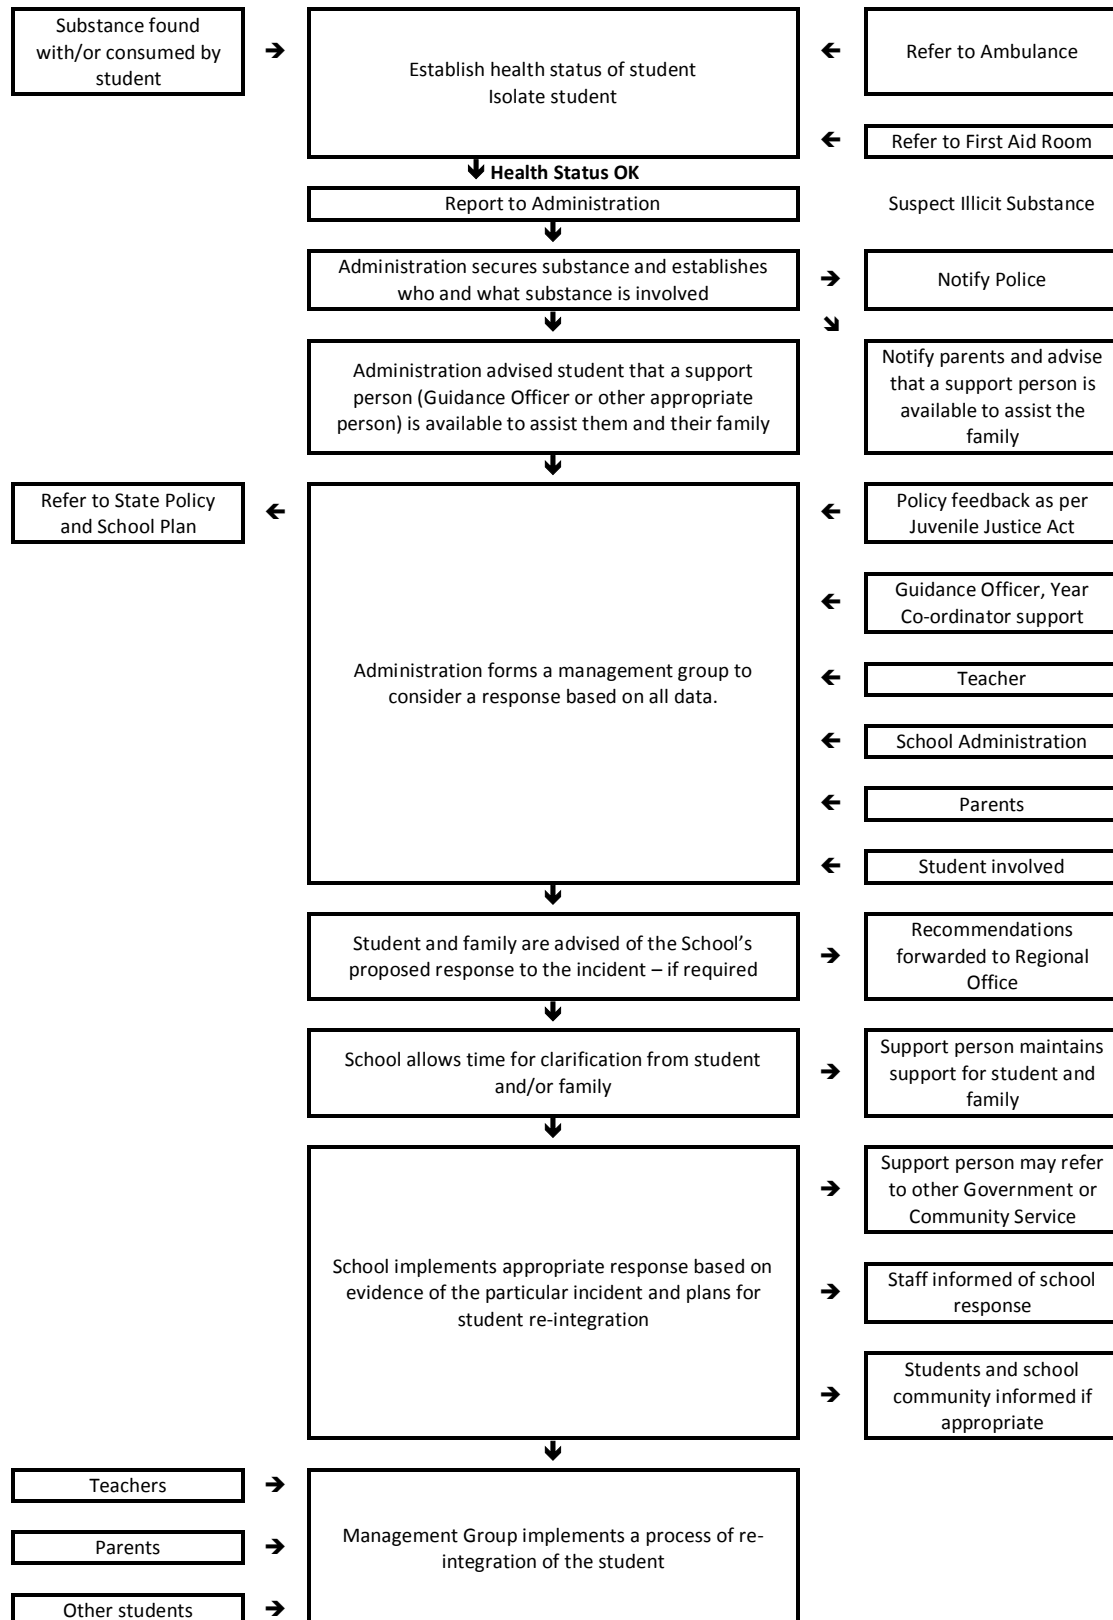 Substance found
with/or consumed by
student
➔
Establish health status of student
Isolate student
Refer to Ambulance
Refer to First Aid Room
Health Status OK
Report to Administration
Suspect Illicit Substance
Administration secures substance and establishes
who and what substance is involved
Notify Police
Administration advised student that a support
person (Guidance Officer or other appropriate
person) is available to assist them and their family
Notify parents and advise
that a support person is
available to assist the
family
Refer to State Policy
and School Plan
Administration forms a management group to
consider a response based on all data.
Policy feedback as per
Juvenile Justice Act
Guidance Officer, Year
Co-ordinator support
Teacher
School Administration
Parents
Student involved
Student and family are advised of the School’s
proposed response to the incident – if required
Recommendations
forwarded to Regional
Office
School allows time for clarification from student
and/or family
Support person maintains
support for student and
family
School implements appropriate response based on
evidence of the particular incident and plans for
student re-integration
Support person may refer
to other Government or
Community Service
Staff informed of school
response
Students and school
community informed if
appropriate
Teachers
Parents
Other students
Management Group implements a process of re-
integration of the student